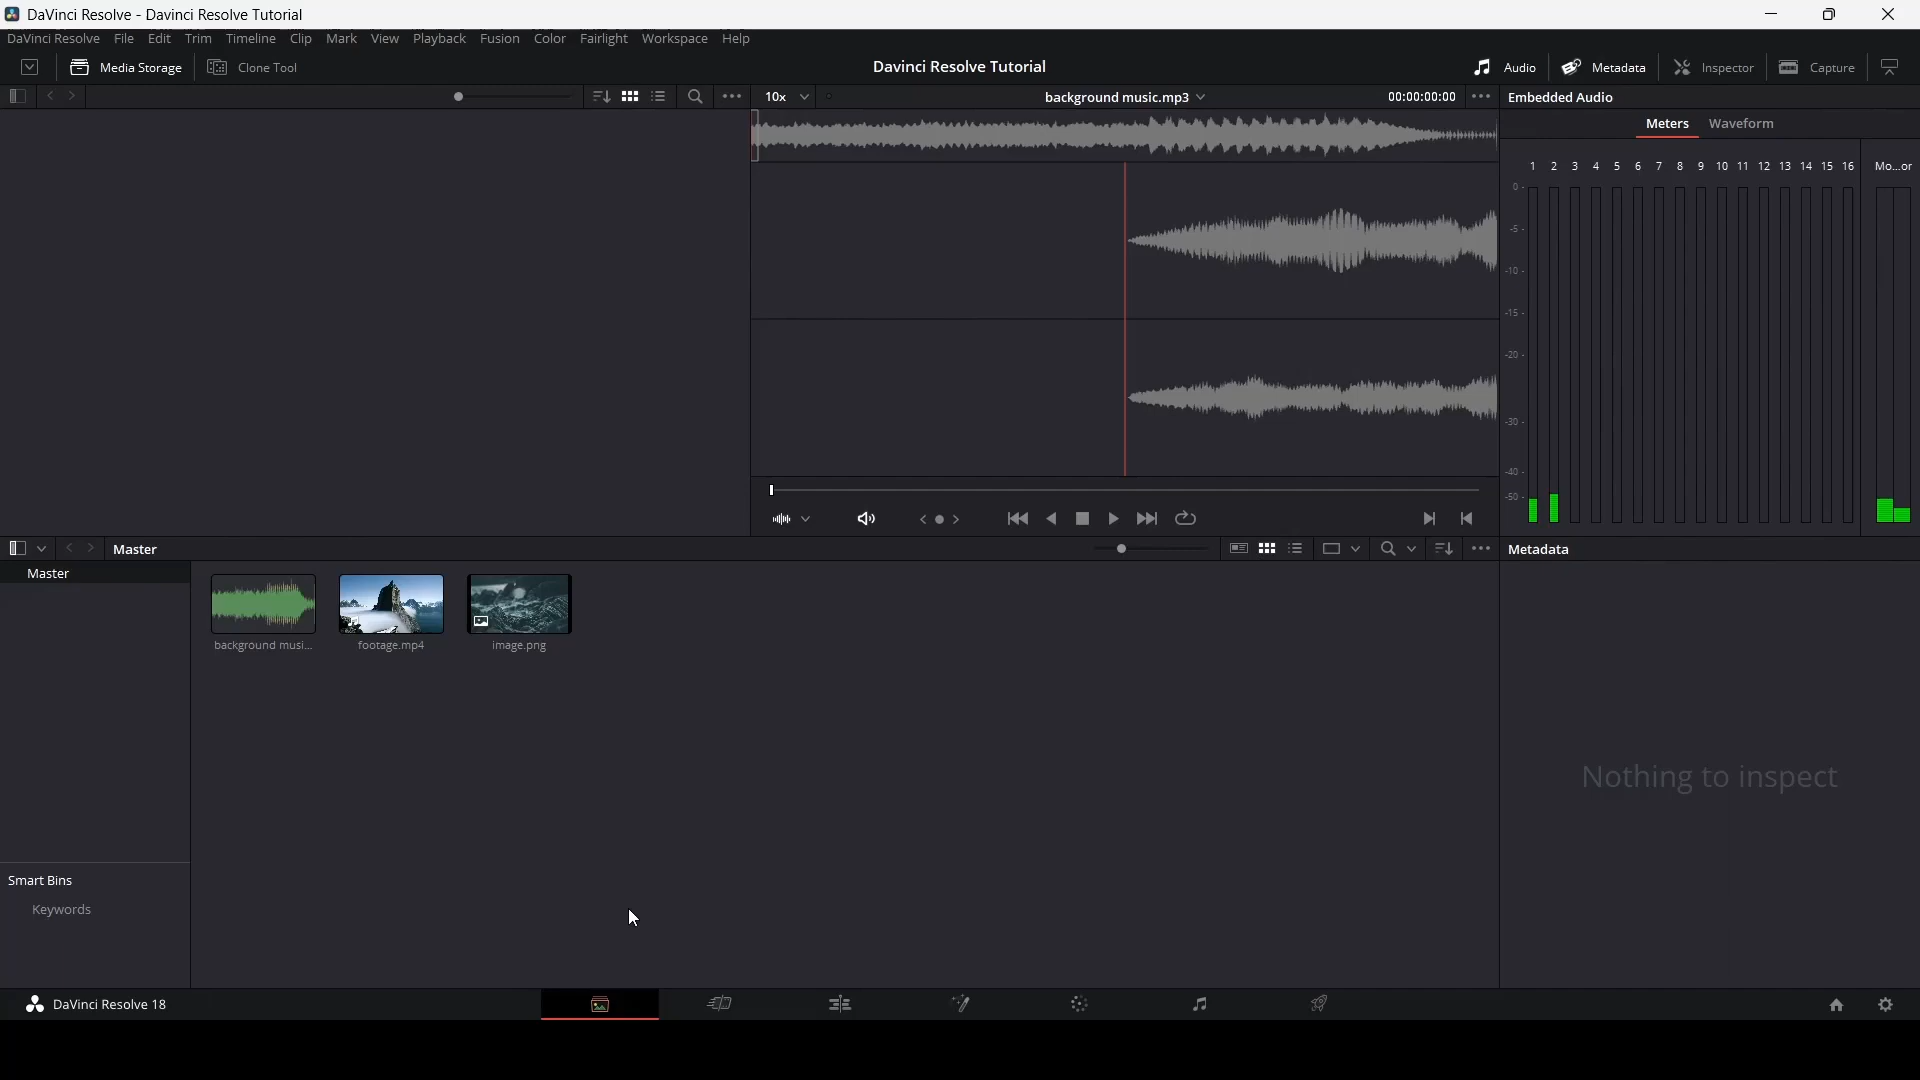 DaVinci Resolve - Davinci Resolve Tutorial
DaVinci Resolve File Edit Trim Timeline Clip Mark View Playback Fusion Color Fairlight Workspace Help
Media Storage Clone Tool Davinci Resolve Tutorial Audio Metadata Inspector Capture
10x background music.mp3 00:00:00:00 Embedded Audio
Meters Waveform
1 2 3 4 5 6 7 8 9 10 11 12 13 14 15 16 Mo...or
0 -
-5 -
-10 -
-15 -
-20 -
-30 -
-40 -
-50 -
Master Metadata
Master
background musi... footage.mp4 image.png
Nothing to inspect
Smart Bins
Keywords
DaVinci Resolve 18